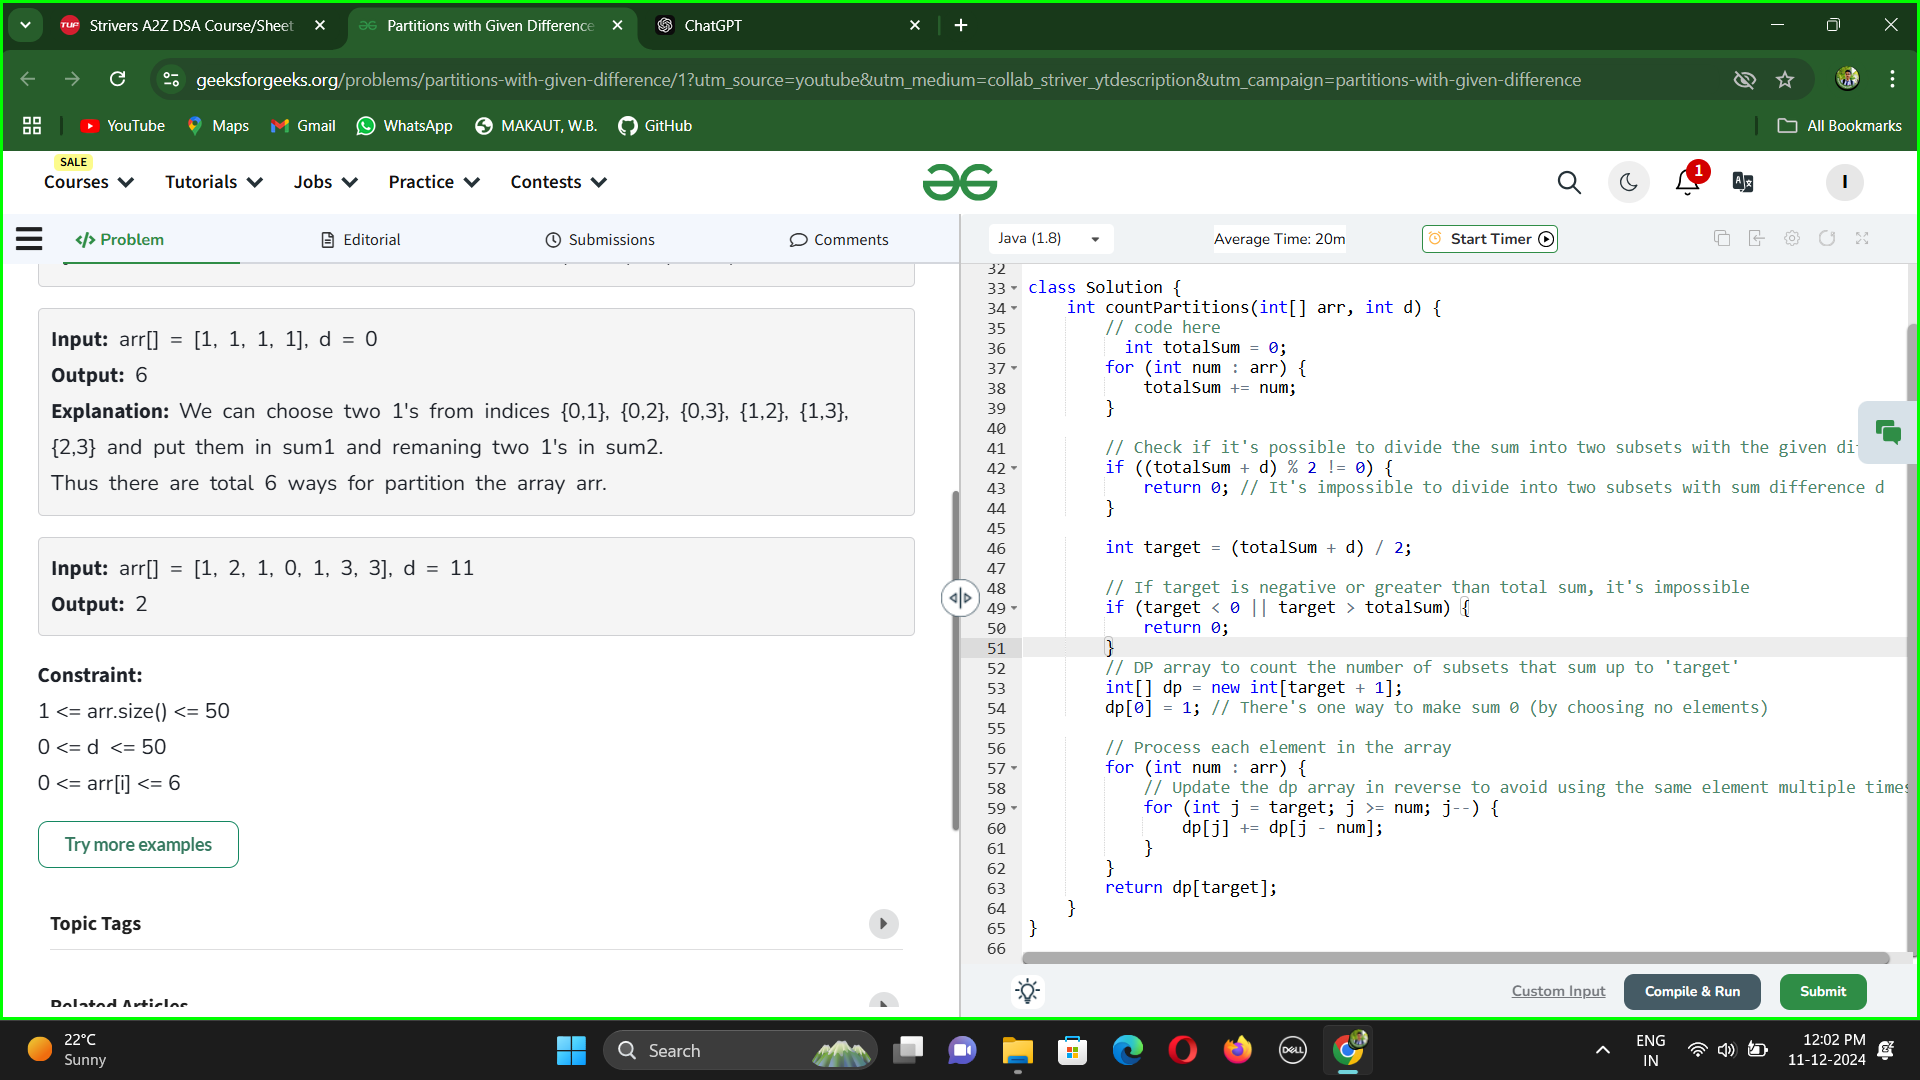 Strivers A2Z DSA Course/Sheet
Partitions with Given Difference
ChatGPT
geeksforgeeks.org/problems/partitions-with-given-difference/1?utm_source=youtube&utm_medium=collab_striver_ytdescription&utm_campaign=partitions-with-given-difference
YouTube
Maps
Gmail
WhatsApp
MAKAUT, W.B.
GitHub
All Bookmarks
SALE
Courses
Tutorials
Jobs
Practice
Contests
1
I
Problem
Editorial
Submissions
Comments
Input: arr[] = [1, 1, 1, 1], d = 0
Output: 6
Explanation: We can choose two 1's from indices {0,1}, {0,2}, {0,3}, {1,2}, {1,3},
{2,3} and put them in sum1 and remaning two 1's in sum2.
Thus there are total 6 ways for partition the array arr.
Input: arr[] = [1, 2, 1, 0, 1, 3, 3], d = 11
Output: 2
Constraint:
1 <= arr.size() <= 50
0 <= d  <= 50
0 <= arr[i] <= 6
Try more examples
Topic Tags
Related Articles
Java (1.8)
Average Time: 20m
Start Timer
32
33 class Solution {
34     int countPartitions(int[] arr, int d) {
35         // code here
36           int totalSum = 0;
37         for (int num : arr) {
38             totalSum += num;
39         }
40
41         // Check if it's possible to divide the sum into two subsets with the given di
42         if ((totalSum + d) % 2 != 0) {
43             return 0; // It's impossible to divide into two subsets with sum difference d
44         }
45
46         int target = (totalSum + d) / 2;
47
48         // If target is negative or greater than total sum, it's impossible
49         if (target < 0 || target > totalSum) {
50             return 0;
51         }
52         // DP array to count the number of subsets that sum up to 'target'
53         int[] dp = new int[target + 1];
54         dp[0] = 1; // There's one way to make sum 0 (by choosing no elements)
55
56         // Process each element in the array
57         for (int num : arr) {
58             // Update the dp array in reverse to avoid using the same element multiple times
59             for (int j = target; j >= num; j--) {
60                 dp[j] += dp[j - num];
61             }
62         }
63         return dp[target];
64     }
65 }
66
Custom Input
Compile & Run
Submit
22°C
Sunny
Search
DELL
ENG
IN
12:02 PM
11-12-2024